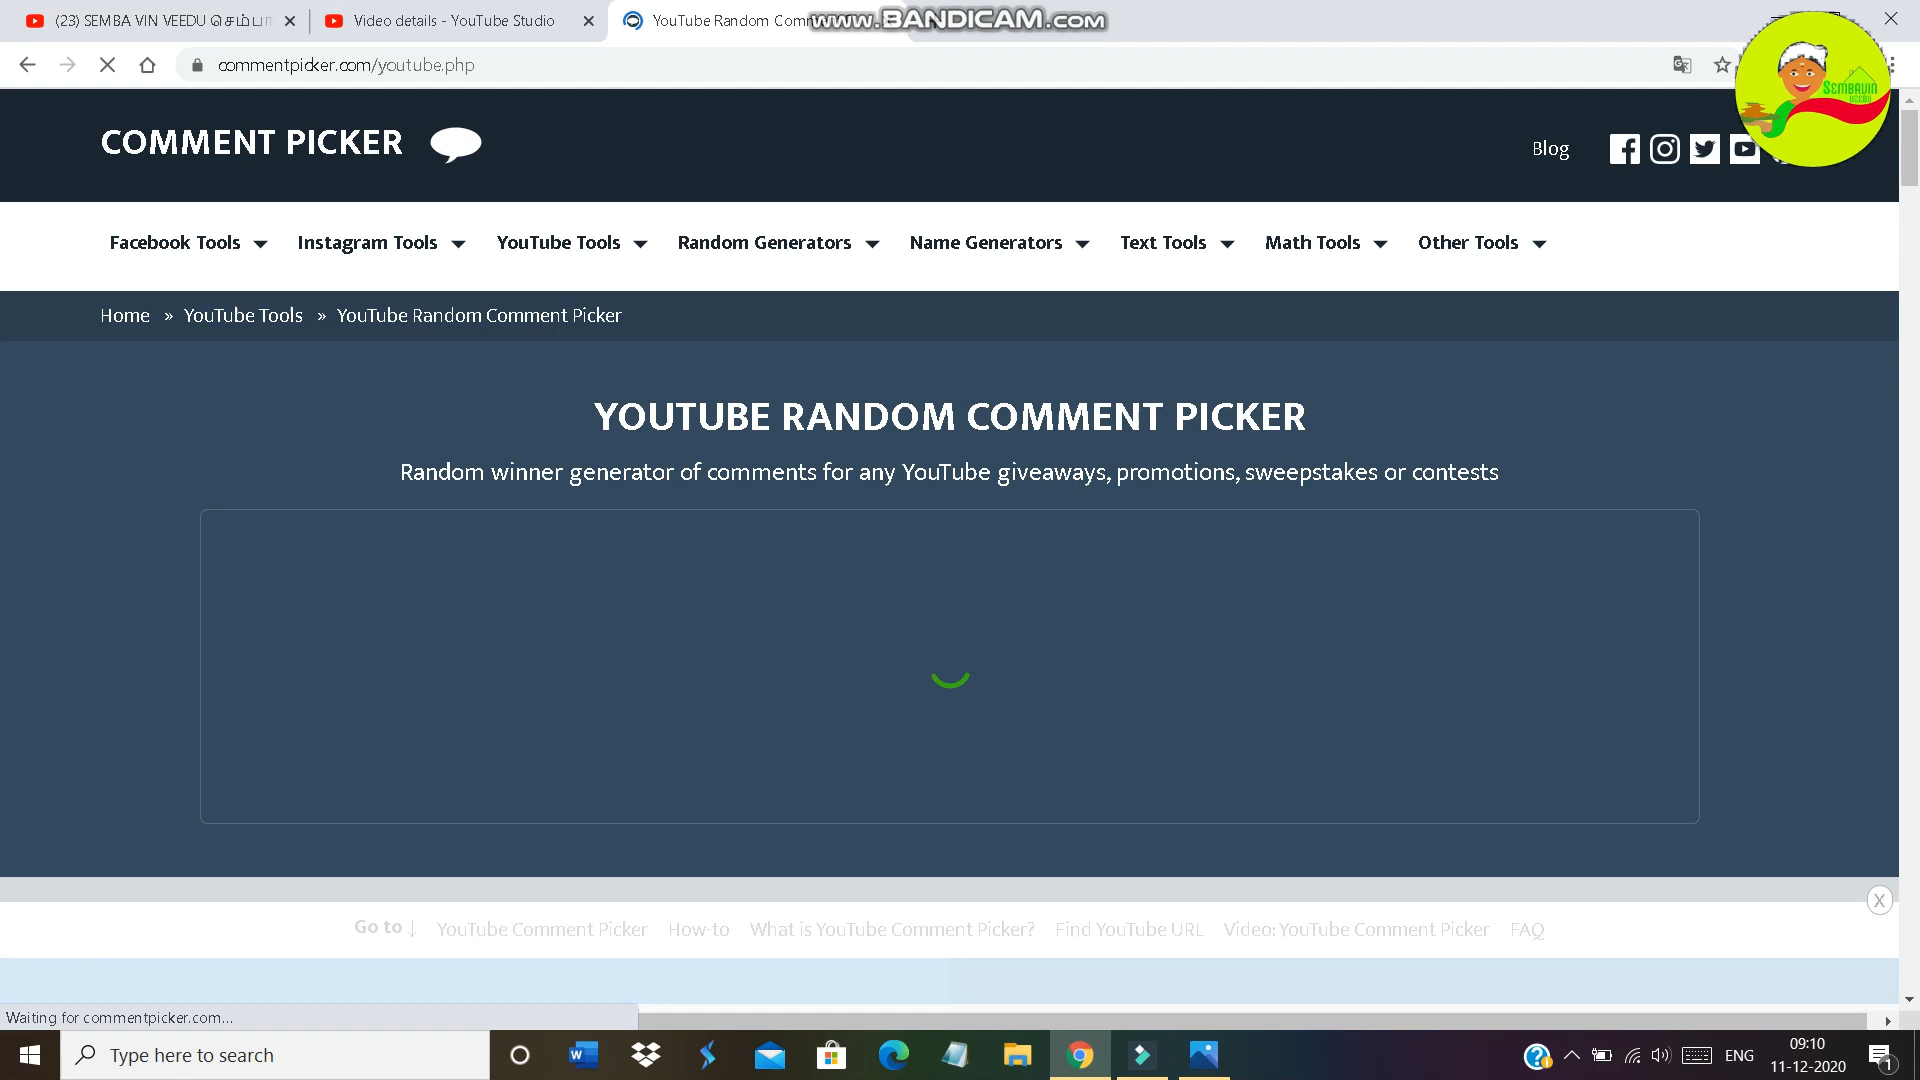 (23) SEMBA VIN VEEDU செம்பா
Video details - YouTube Studio
YouTube Random Comm
www.BANDICAM.com
commentpicker.com/youtube.php
SEMBAVIN
VEEDU
COMMENT PICKER
Blog
Facebook Tools
Instagram Tools
YouTube Tools
Random Generators
Name Generators
Text Tools
Math Tools
Other Tools
Home » YouTube Tools » YouTube Random Comment Picker
YOUTUBE RANDOM COMMENT PICKER
Random winner generator of comments for any YouTube giveaways, promotions, sweepstakes or contests
X
Go to ↓ YouTube Comment Picker How-to What is YouTube Comment Picker? Find YouTube URL Video: YouTube Comment Picker FAQ
Waiting for commentpicker.com...
Type here to search
ENG
09:10
11-12-2020
1